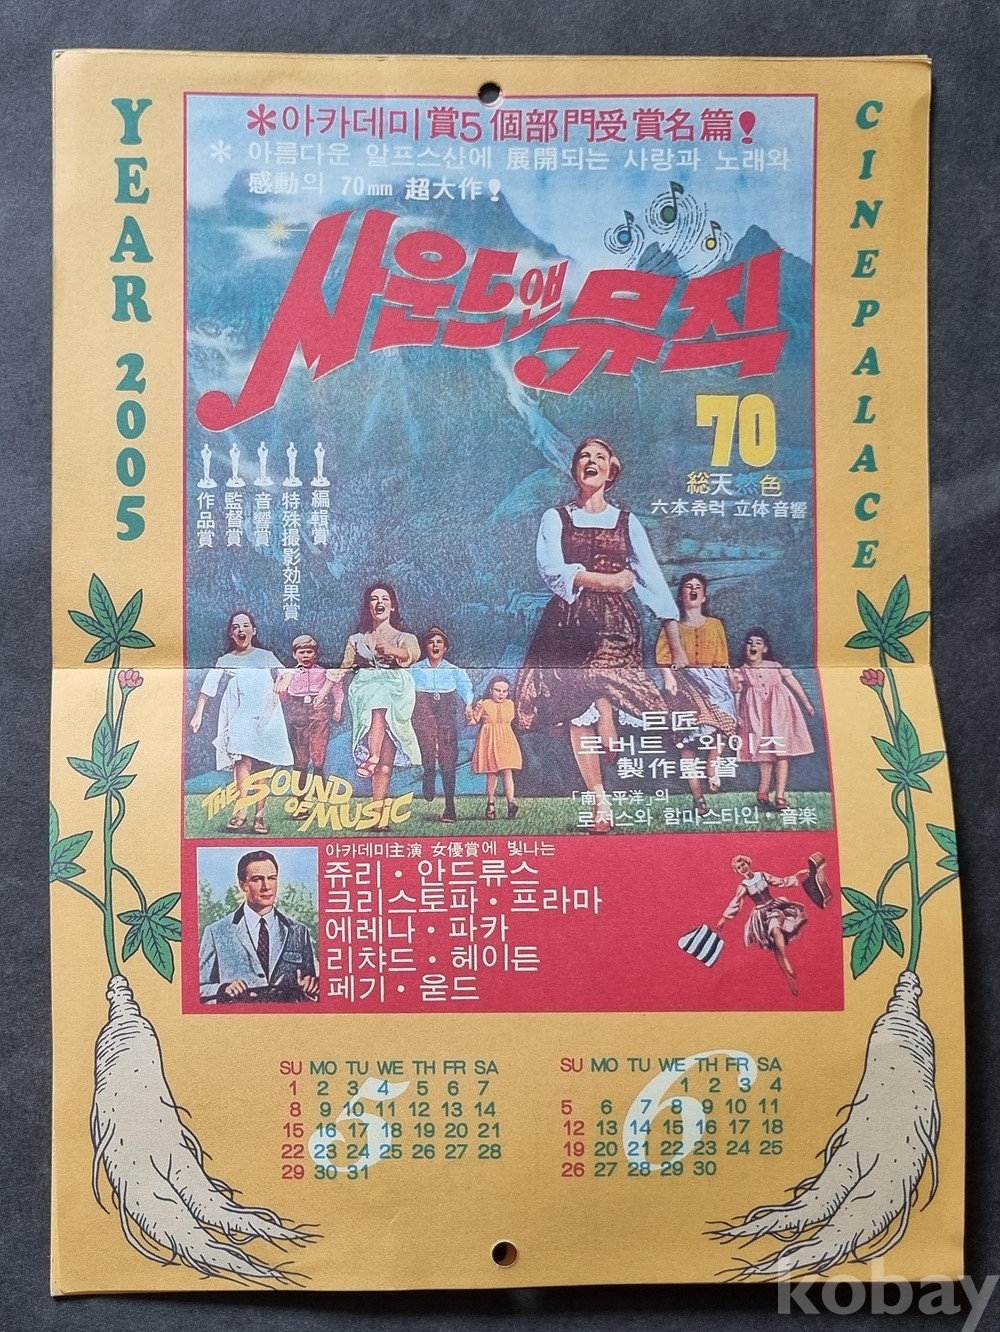 YEAR 2005
CINEPALACE
*아카데미 賞5個部門受賞名篇!
* 아름다운 알프스산에 展開되는 사랑과 노래와
感動의 70mm 超大作!
사운드 오브 뮤직
70
総天然色
六本츄럭 立体音響
作品賞
監督賞
音響賞
特殊撮影効果賞
編輯賞
巨匠
로버트・와이즈
製作監督
「南太平洋」의
로저스와 함마스타인・音楽
THE SOUND OF MUSIC
아카데미主演 女優賞에 빛나는
쥬리・안드류스
크리스토파・프라마
에레나・파카
리챠드・헤이든
페기・욷드
5
SU MO TU WE TH FR SA
1 2 3 4 5 6 7
8 9 10 11 12 13 14
15 16 17 18 19 20 21
22 23 24 25 26 27 28
29 30 31
6
SU MO TU WE TH FR SA
1 2 3 4
5 6 7 8 9 10 11
12 13 14 15 16 17 18
19 20 21 22 23 24 25
26 27 28 29 30
kobay